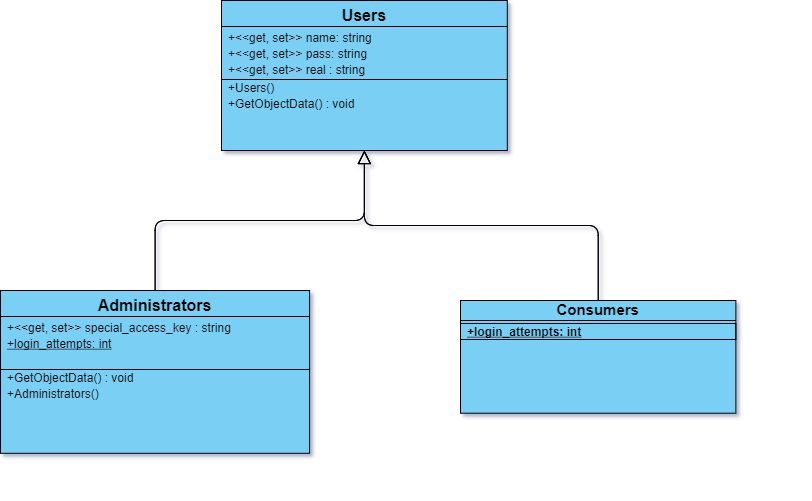 Users
+<<get, set>> name: string
+<<get, set>> pass: string
+<<get, set>> real : string
+Users()
+GetObjectData() : void
Administrators
+<<get, set>> special_access_key : string
+login_attempts: int
+GetObjectData() : void
+Administrators()
Consumers
+login_attempts: int